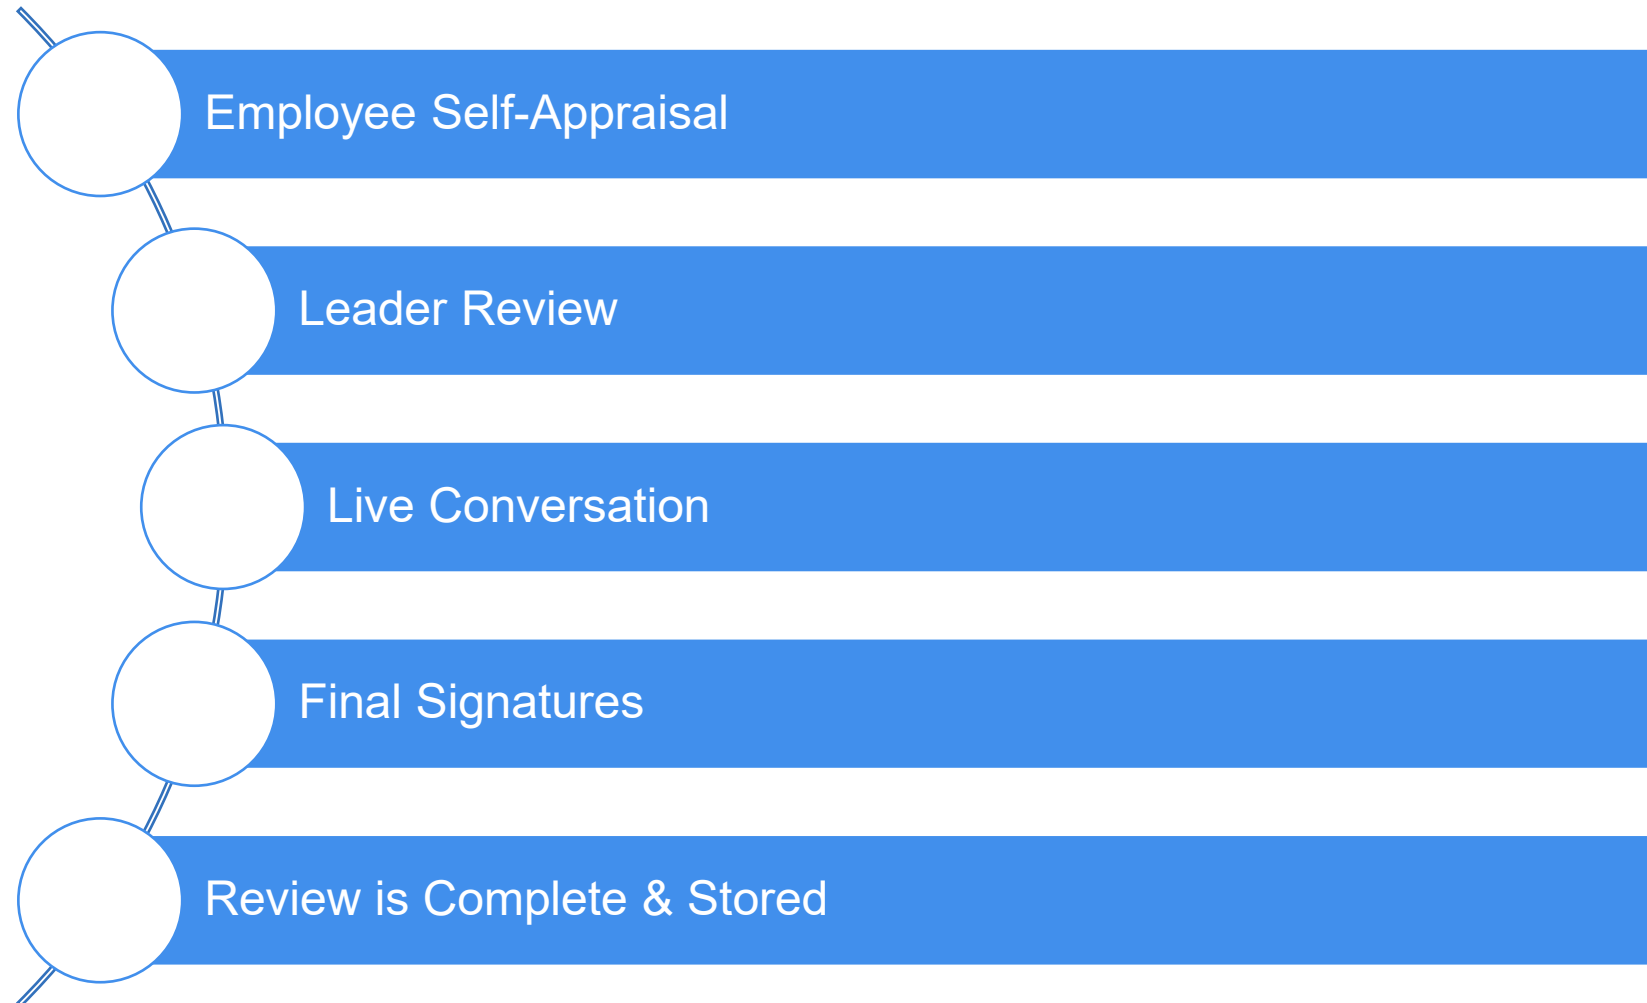 Employee Self-Appraisal
Leader Review
Live Conversation
Final Signatures
Review is Complete & Stored